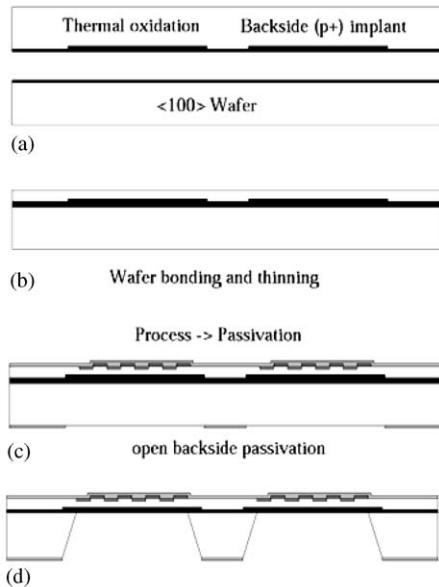 Thermal oxidation Backside (p+) implant
<100> Wafer
(a)
(b)
Wafer bonding and thinning
Process -> Passivation
(c)
open backside passivation
(d)